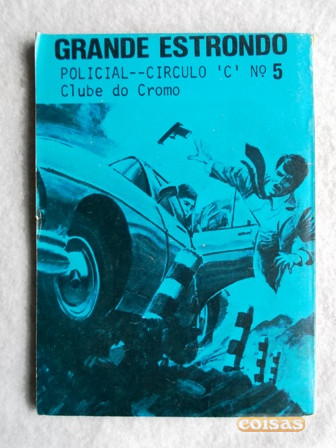 GRANDE ESTRONDO
POLICIAL--CIRCULO 'C' Nº 5
Clube do Cromo
coisas